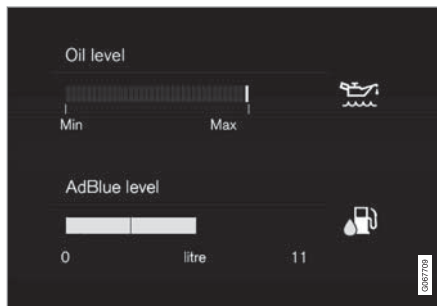 Oil level
Min Max
AdBlue level
0 litre 11
G067709